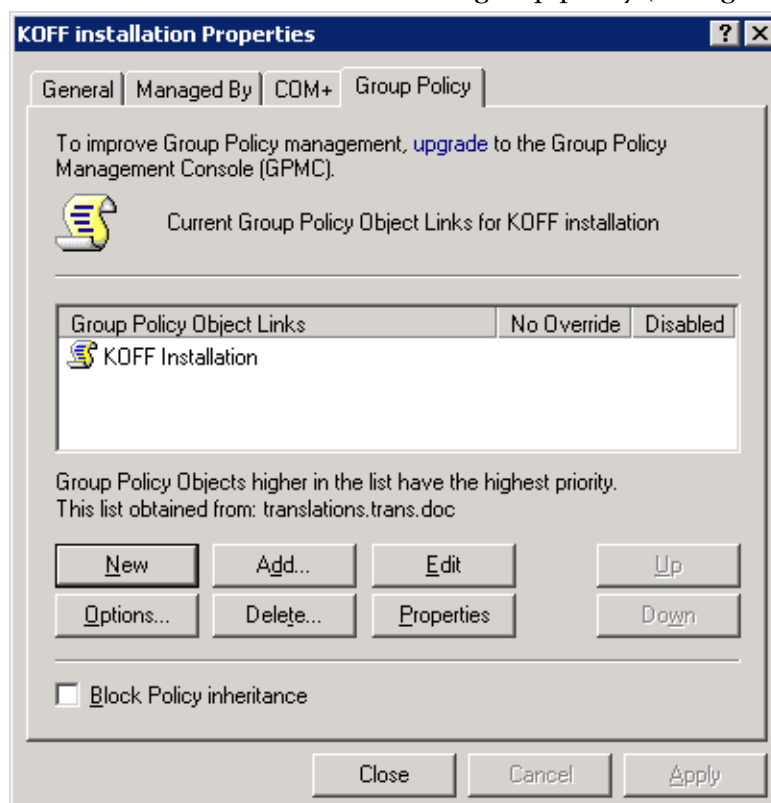 KOFF installation Properties
General Managed By COM+ Group Policy
To improve Group Policy management, upgrade to the Group Policy
Management Console (GPMC).
Current Group Policy Object Links for KOFF installation
Group Policy Object Links No Override Disabled
KOFF Installation
Group Policy Objects higher in the list have the highest priority.
This list obtained from: translations.trans.doc
New Add... Edit Up
Options... Delete... Properties Down
Block Policy inheritance
Close Cancel Apply